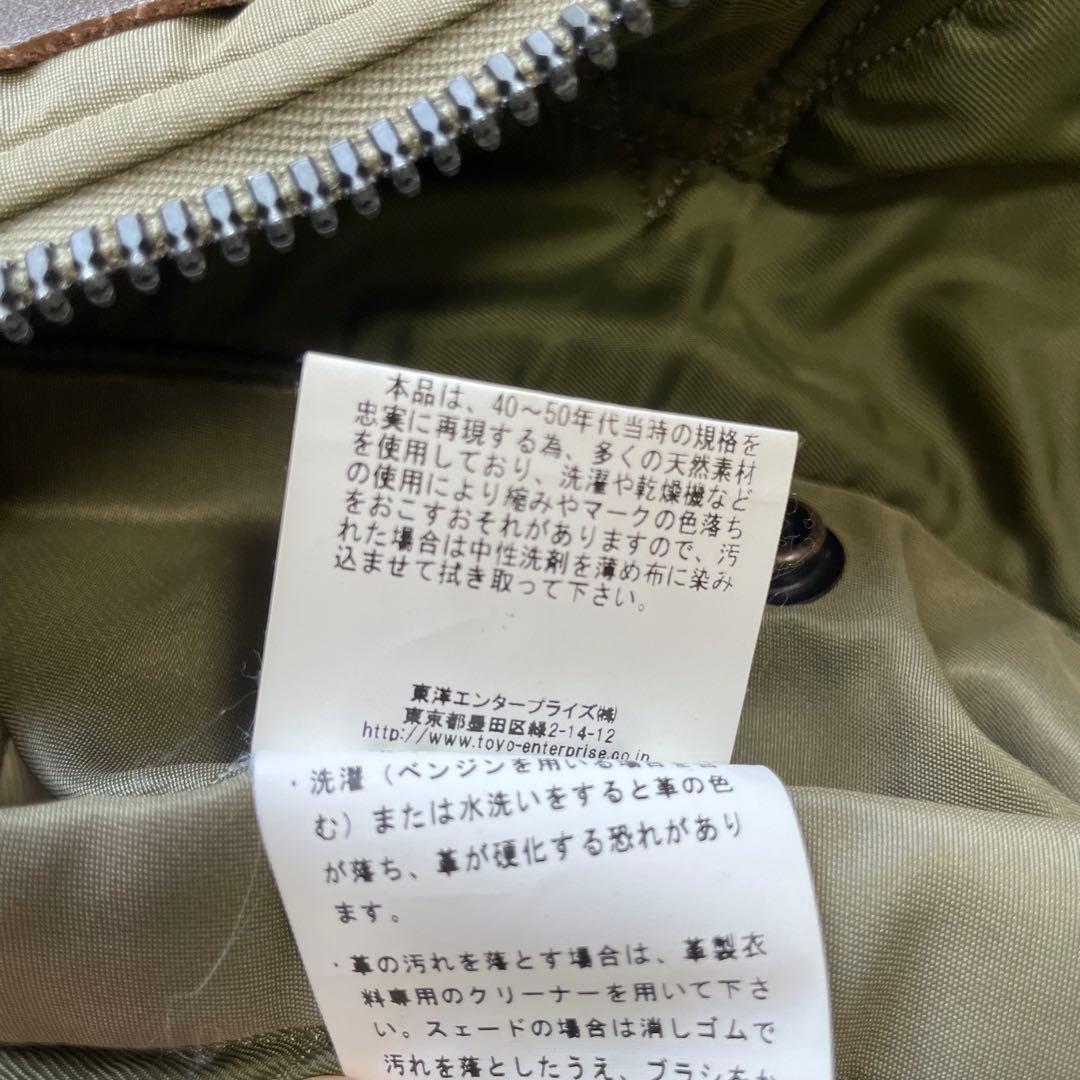 本品は、40～50年代当時の規格を
忠実に再現する為、多くの天然素材
を使用しており、洗濯や乾燥機など
の使用により縮みやマークの色落ち
をおこすおそれがありますので、汚
れた場合は中性洗剤を薄め布に染み
込ませて拭き取って下さい。
東洋エンタープライズ㈱
東京都墨田区緑2-14-12
http://www.toyo-enterprise.co.jp
・洗濯（ベンジンを用いる場合を含
む）または水洗いをすると革の色
が落ち、革が硬化する恐れがあり
ます。
・革の汚れを落とす場合は、革製衣
料専用のクリーナーを用いて下さ
い。スェードの場合は消しゴムで
汚れを落としたうえ、ブラシをか